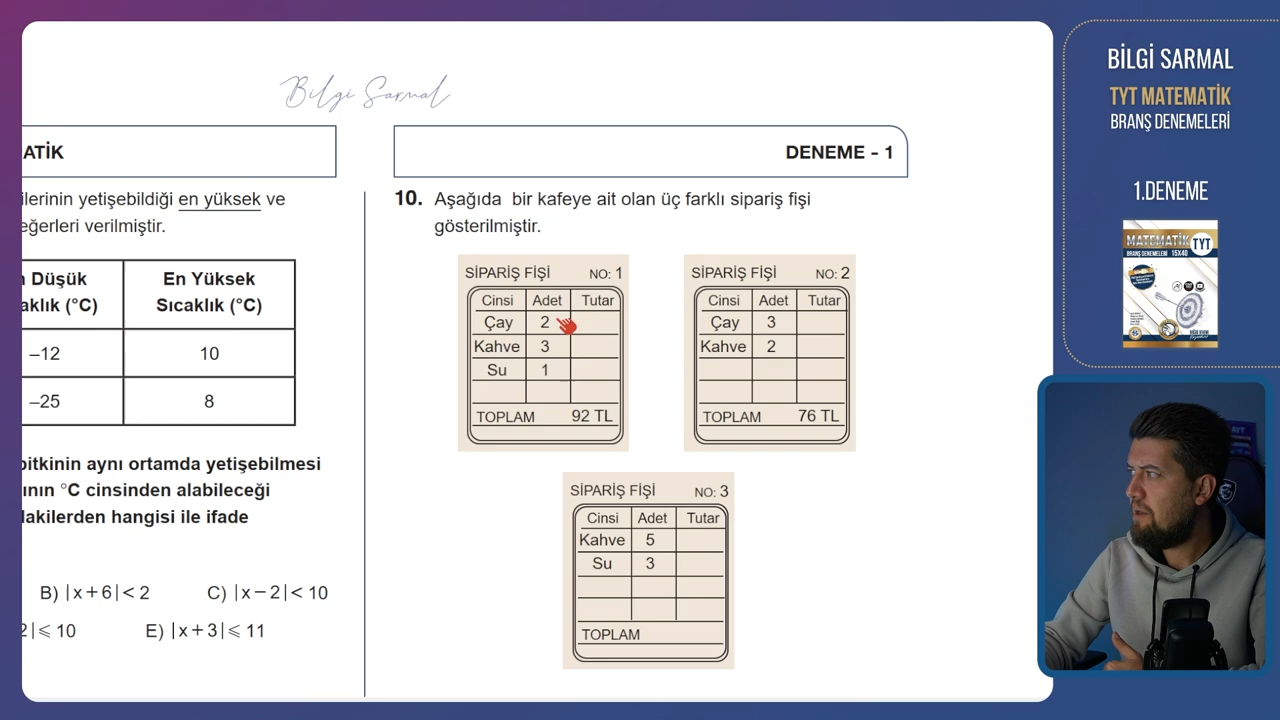 Bilgi Sarmal
ATİK
DENEME - 1
ilerinin yetişebildiği en yüksek ve
eğerleri verilmiştir.
n Düşük En Yüksek
aklık (°C) Sıcaklık (°C)
–12 10
–25 8
bitkinin aynı ortamda yetişebilmesi
ının °C cinsinden alabileceği
lakilerden hangisi ile ifade
B) |x+6|< 2 C) |x−2|< 10
2|⩽ 10 E) |x+3|⩽ 11
10. Aşağıda bir kafeye ait olan üç farklı sipariş fişi
gösterilmiştir.
SİPARİŞ FİŞİ NO: 1
Cinsi Adet Tutar
Çay 2
Kahve 3
Su 1
TOPLAM 92 TL
SİPARİŞ FİŞİ NO: 2
Cinsi Adet Tutar
Çay 3
Kahve 2
TOPLAM 76 TL
SİPARİŞ FİŞİ NO: 3
Cinsi Adet Tutar
Kahve 5
Su 3
TOPLAM
BİLGİ SARMAL
TYT MATEMATİK
BRANŞ DENEMELERİ
1.DENEME
MATEMATİK TYT
BRANŞ DENEMELERİ 15X40